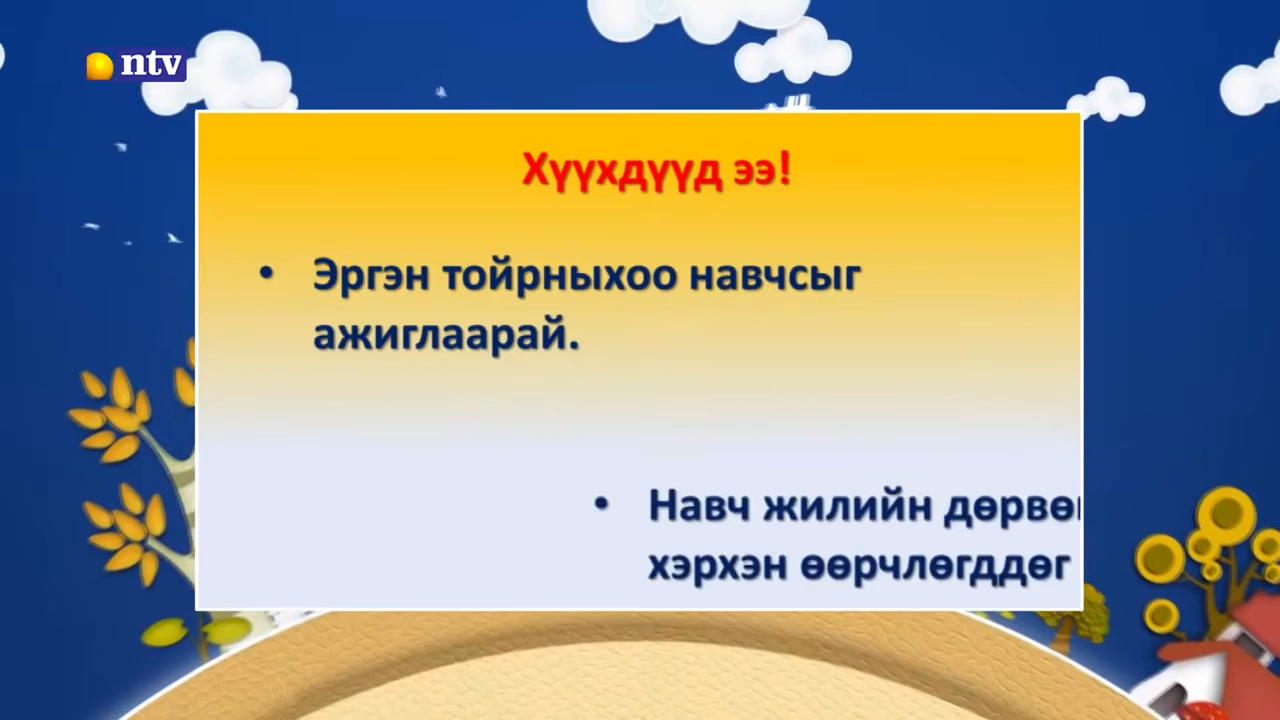 ntv
Хүүхдүүд ээ!
• Эргэн тойрныхоо навчсыг
ажиглаарай.
• Навч жилийн
хэрхэн өөрчлөгддөг